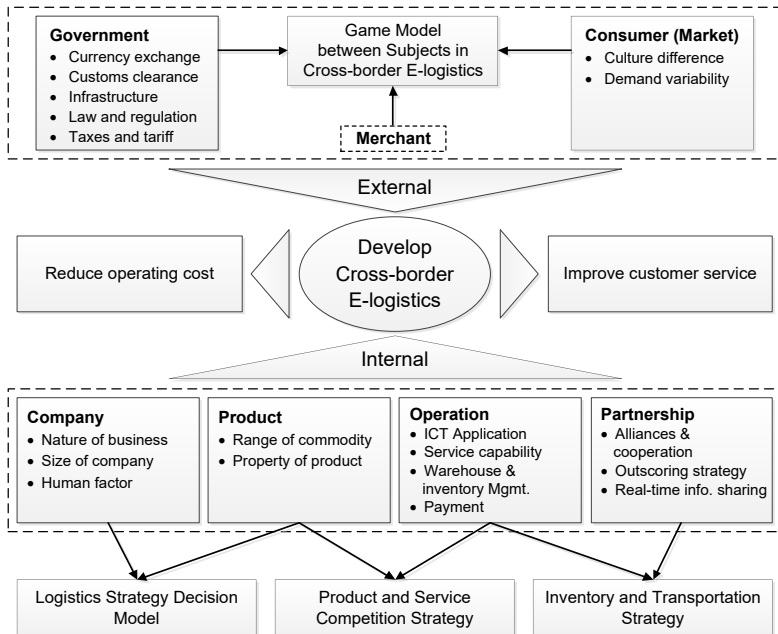 Government
• Currency exchange
• Customs clearance
• Infrastructure
• Law and regulation
• Taxes and tariff
Game Model
between Subjects in
Cross-border E-logistics
Merchant
Consumer (Market)
• Culture difference
• Demand variability
External
Reduce operating cost
Develop
Cross-border
E-logistics
Improve customer service
Internal
Company
• Nature of business
• Size of company
• Human factor
Product
• Range of commodity
• Property of product
Operation
• ICT Application
• Service capability
• Warehouse &
inventory Mgmt.
• Payment
Partnership
• Alliances &
cooperation
• Outscoring strategy
• Real-time info. sharing
Logistics Strategy Decision
Model
Product and Service
Competition Strategy
Inventory and Transportation
Strategy